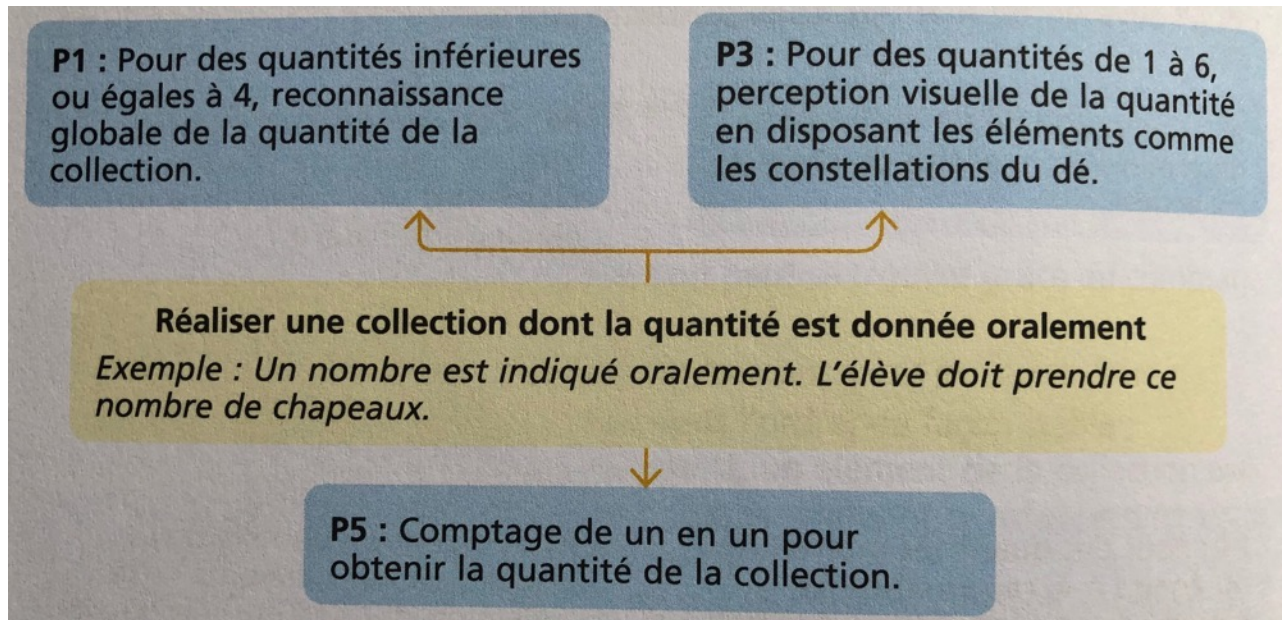 P1 : Pour des quantités inférieures
ou égales à 4, reconnaissance
globale de la quantité de la
collection.
P3 : Pour des quantités de 1 à 6,
perception visuelle de la quantité
en disposant les éléments comme
les constellations du dé.
Réaliser une collection dont la quantité est donnée oralement
Exemple : Un nombre est indiqué oralement. L'élève doit prendre ce
nombre de chapeaux.
P5 : Comptage de un en un pour
obtenir la quantité de la collection.